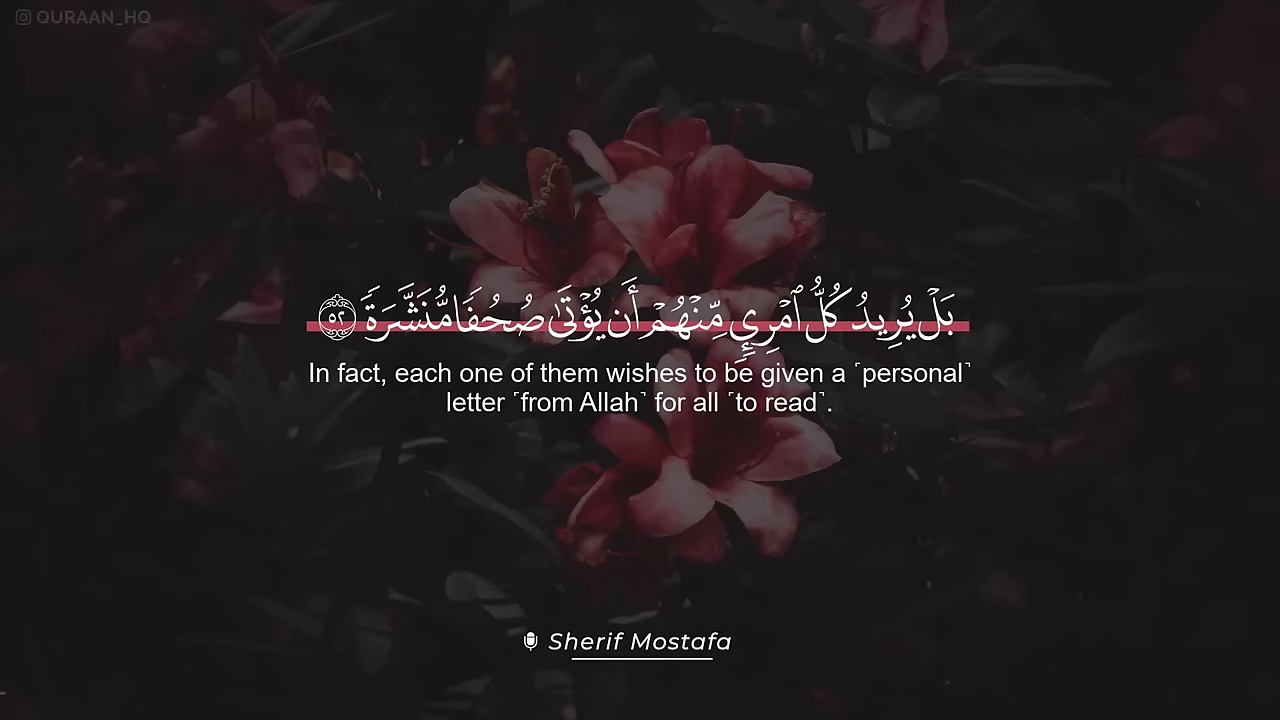 QURAAN_HQ
بَلْ يُرِيدُ كُلُّ ٱمْرِئٍ مِّنْهُمْ أَن يُؤْتَىٰ صُحُفًا مُّنَشَّرَةً ٥٢
In fact, each one of them wishes to be given a ˹personal˺
letter ˹from Allah˺ for all ˹to read˺.
Sherif Mostafa